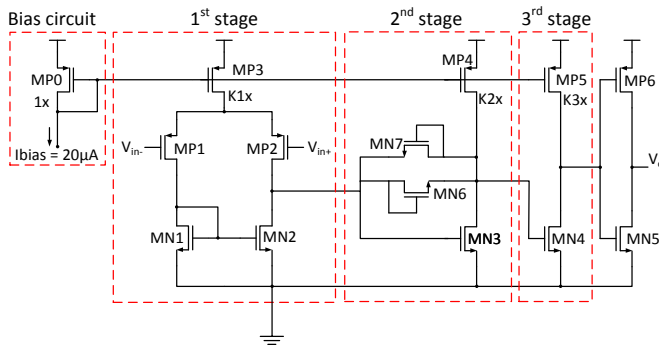 Bias circuit
1st stage
2nd stage
3rd stage
MP0
1x
MP3
K1x
MP4
K2x
MP5
K3x
MP6
Ibias = 20µA
Vin-
MP1
MP2
Vin+
MN7
MN6
MN1
MN2
MN3
MN4
MN5